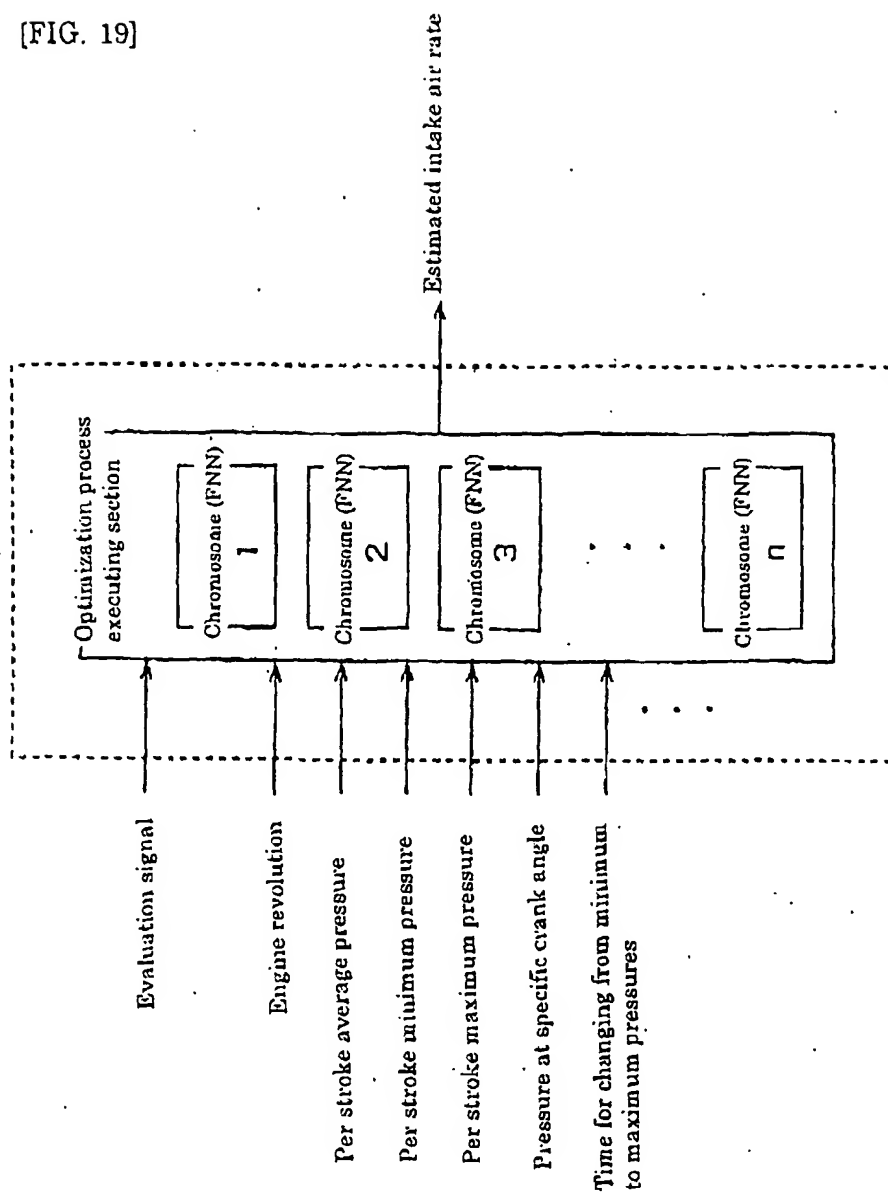 [FIG. 19]
Evaluation signal
Engine revolution
Per stroke average pressure
Per stroke minimum pressure
Per stroke maximum pressure
Pressure at specific crank angle
Time for changing from minimum
to maximum pressures
Optimization process
executing section
Chromosome (FNN)
1
Chromosome (FNN)
2
Chromosome (FNN)
3
Chromosome (FNN)
n
Estimated intake air rate